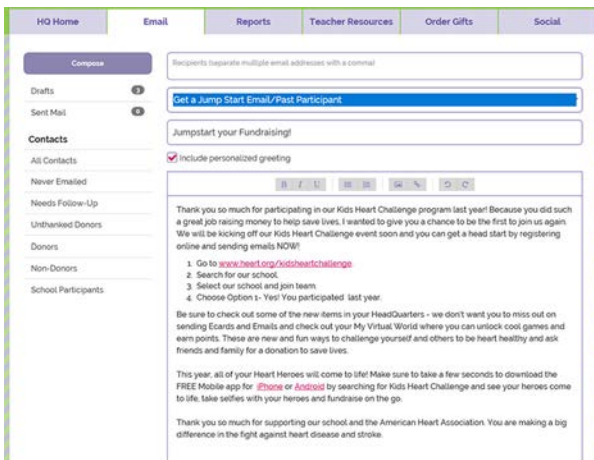 HQ Home Email Reports Teacher Resources Order Gifts Social
Compose
Recipients (separate multiple email addresses with a comma)
Drafts 3
Get a Jump Start Email/Past Participant
Sent Mail 0
Jumpstart your Fundraising!
Contacts
Include personalized greeting
All Contacts
Never Emailed
B I U
Needs Follow-Up
Unthanked Donors
Donors
Non-Donors
School Participants
Thank you so much for participating in our Kids Heart Challenge program last year! Because you did such
a great job raising money to help save lives, I wanted to give you a chance to be the first to join us again.
We will be kicking off our Kids Heart Challenge event soon and you can get a head start by registering
online and sending emails NOW!
1. Go to www.heart.org/kidsheartchallenge.
2. Search for our school.
3. Select our school and join team.
4. Choose Option 1- Yes! You participated last year.
Be sure to check out some of the new items in your HeadQuarters - we don't want you to miss out on
sending Ecards and Emails and check out your My Virtual World where you can unlock cool games and
earn points. These are new and fun ways to challenge yourself and others to be heart healthy and ask
friends and family for a donation to save lives.
This year, all of your Heart Heroes will come to life! Make sure to take a few seconds to download the
FREE Mobile app for iPhone or Android by searching for Kids Heart Challenge and see your heroes come
to life, take selfies with your heroes and fundraise on the go.
Thank you so much for supporting our school and the American Heart Association. You are making a big
difference in the fight against heart disease and stroke.